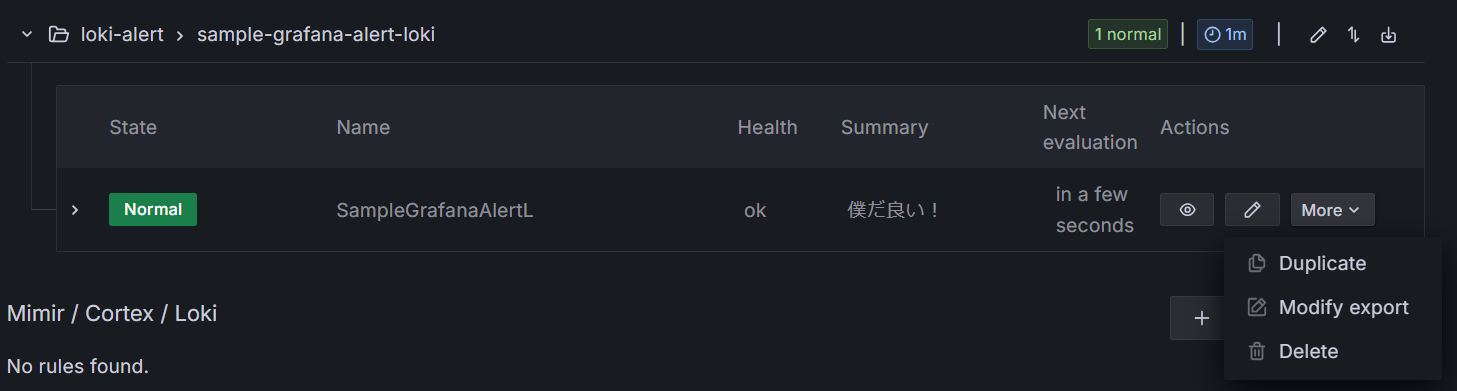 loki-alert > sample-grafana-alert-loki 1 normal | 1m |
State Name Health Summary Next evaluation Actions
Normal SampleGrafanaAlertL ok 僕だ良い！ in a few seconds More
Duplicate
Modify export
Delete
Mimir / Cortex / Loki +
No rules found.